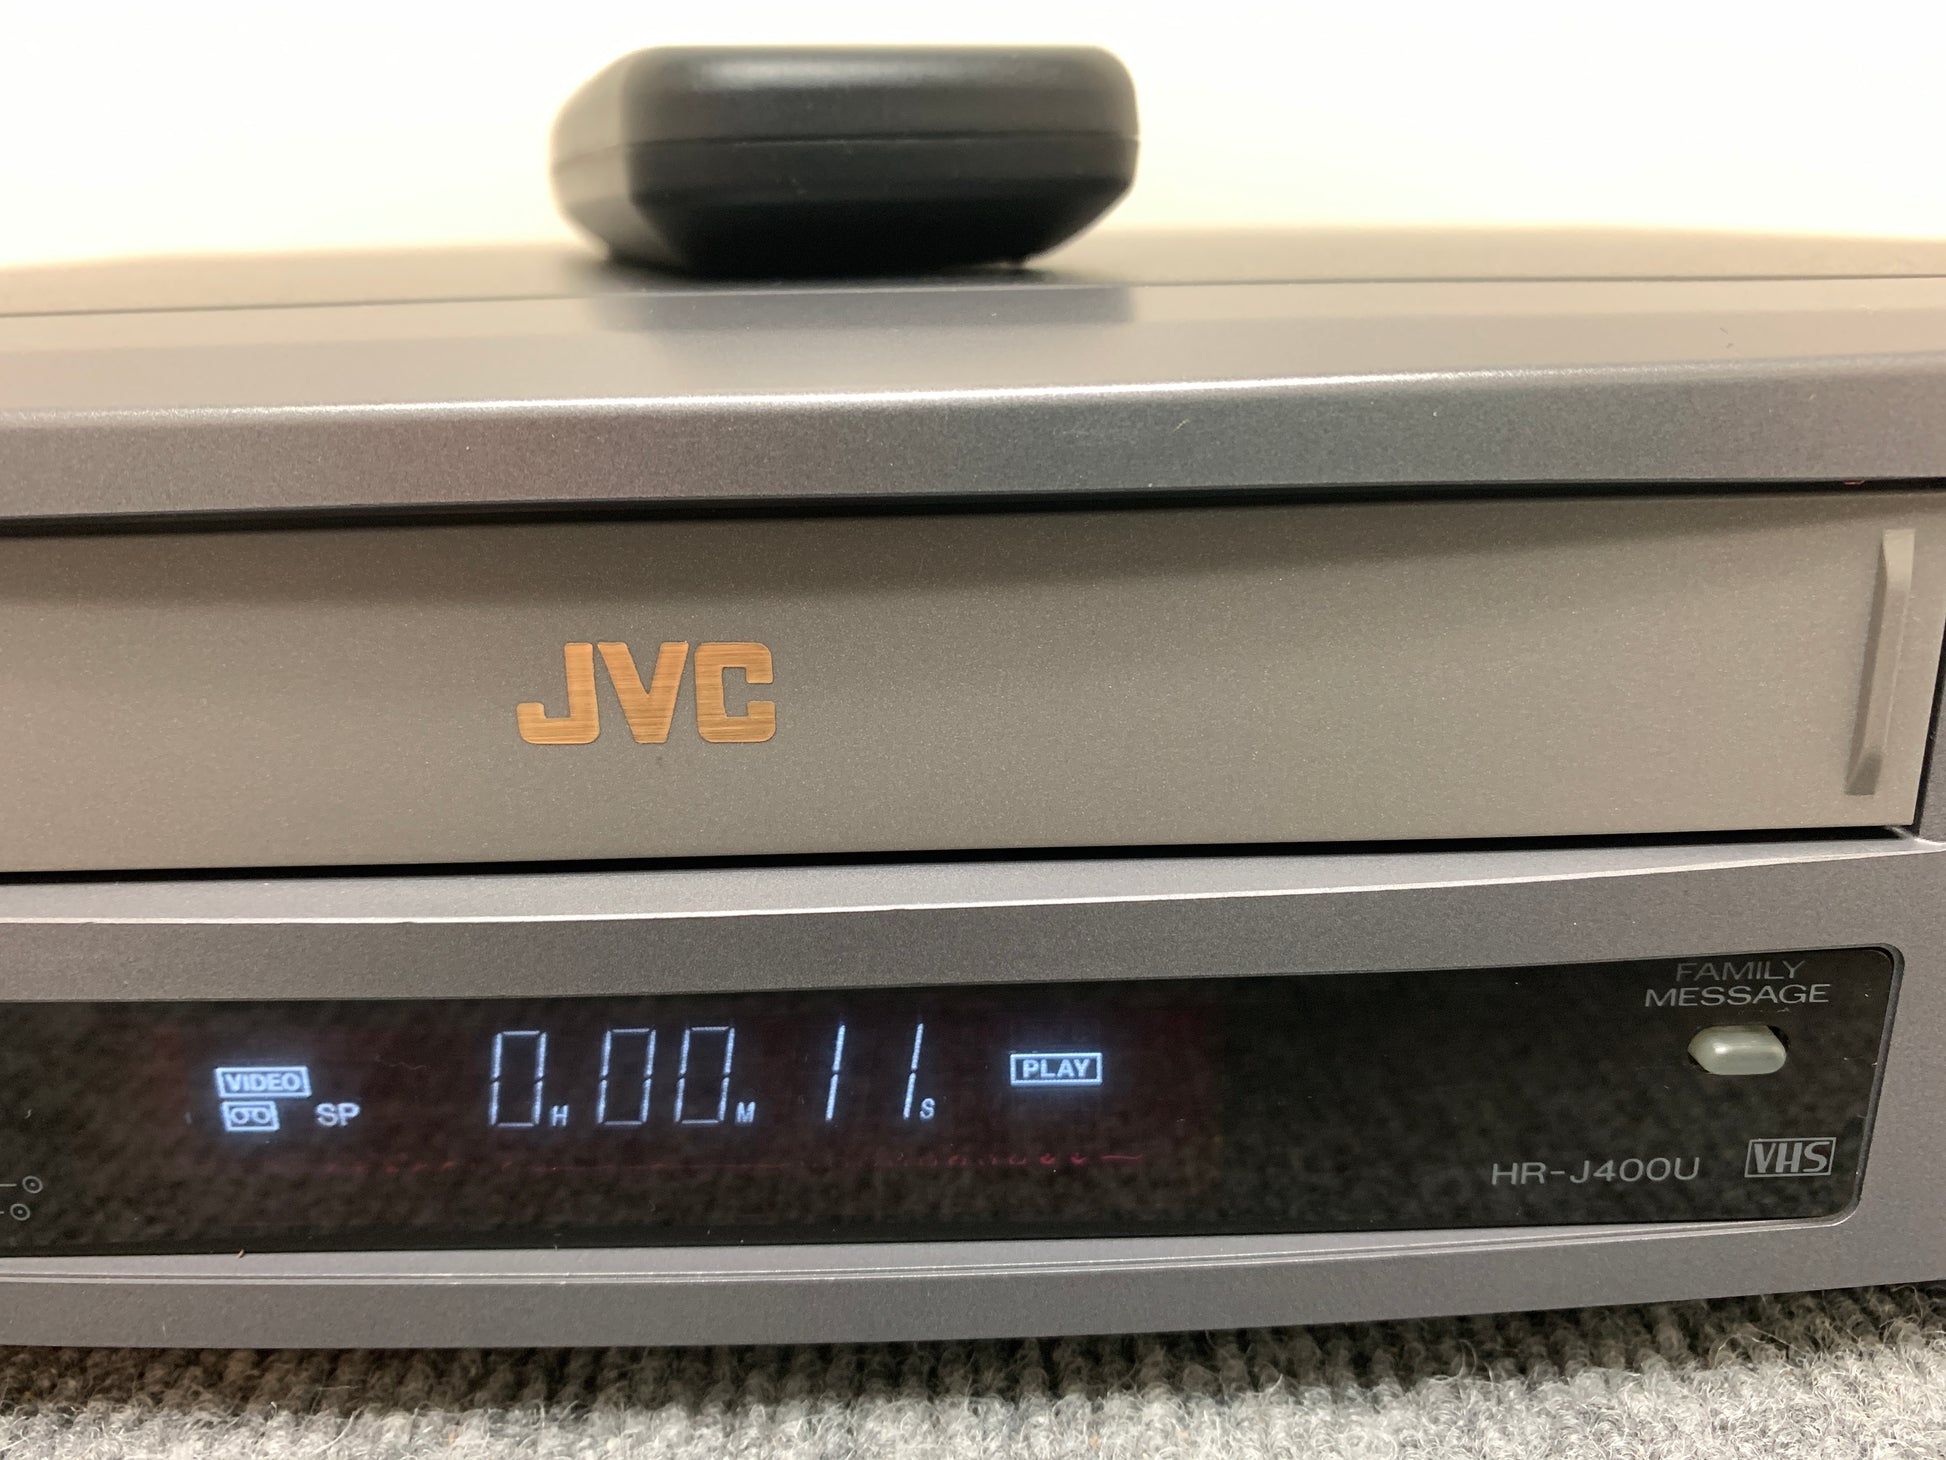 JVC
FAMILY
MESSAGE
VIDEO
SP
0H 00M 11S
PLAY
HR-J400U
VHS